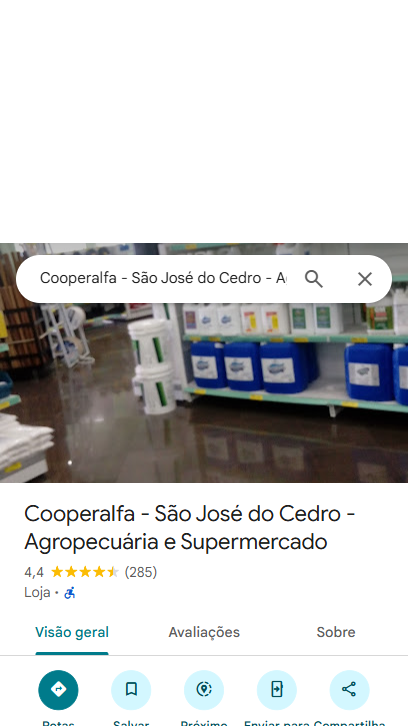 Cooperalfa - São José do Cedro - A
Cooperalfa - São José do Cedro -
Agropecuária e Supermercado
4,4 (285)
Loja ·
Visão geral Avaliações Sobre
Rotas Salvar Próximo Enviar para Compartilha